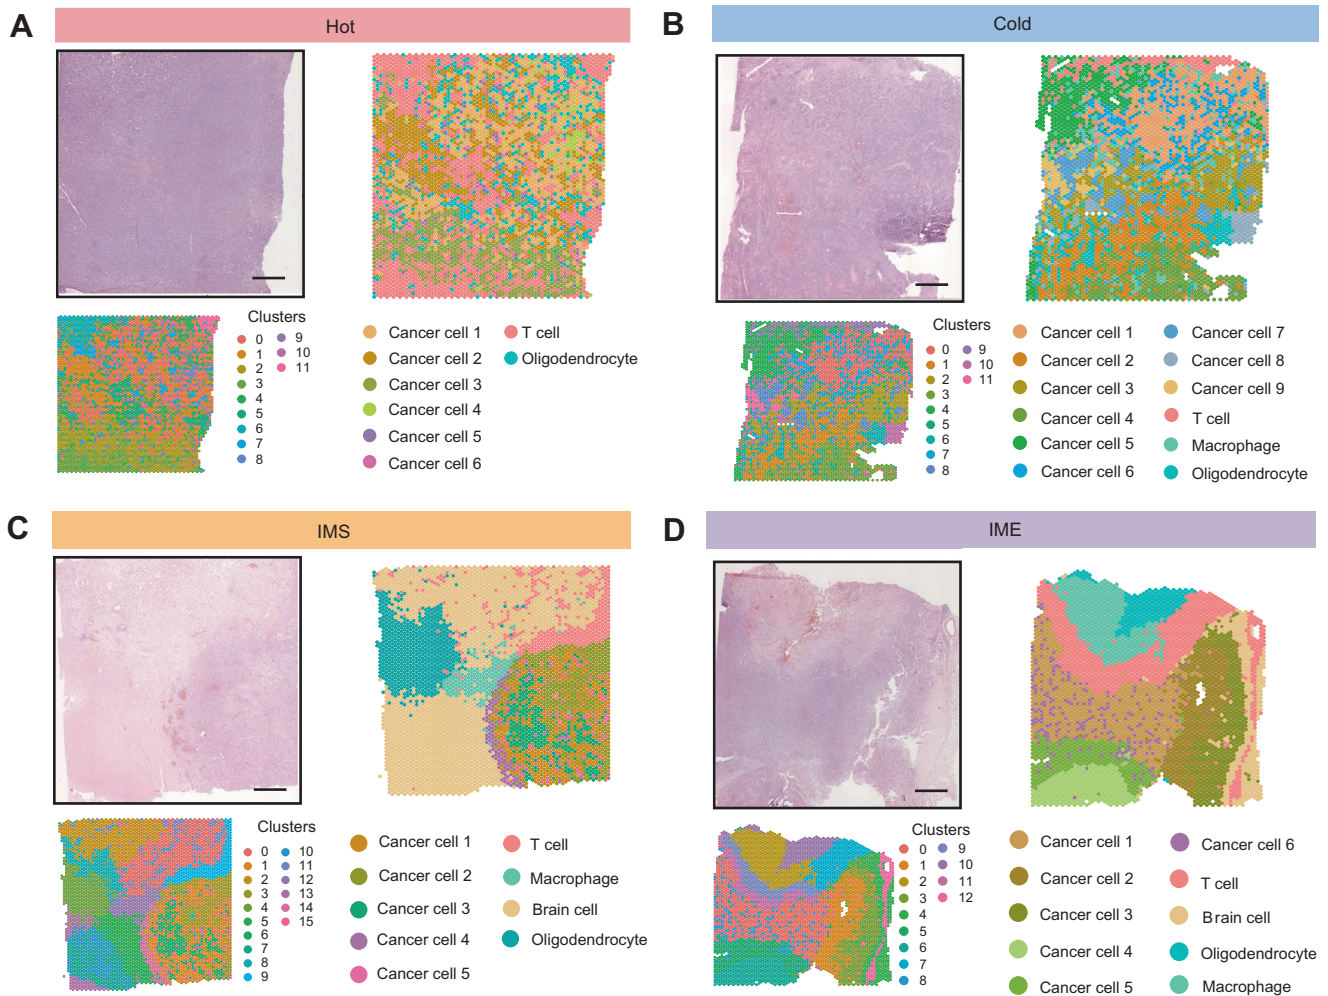 A
Hot
Clusters
0
1
2
3
4
5
6
7
8
9
10
11
Cancer cell 1
Cancer cell 2
Cancer cell 3
Cancer cell 4
Cancer cell 5
Cancer cell 6
T cell
Oligodendrocyte
B
Cold
Clusters
0
1
2
3
4
5
6
7
8
9
10
11
Cancer cell 1
Cancer cell 2
Cancer cell 3
Cancer cell 4
Cancer cell 5
Cancer cell 6
Cancer cell 7
Cancer cell 8
Cancer cell 9
T cell
Macrophage
Oligodendrocyte
C
IMS
Clusters
0
1
2
3
4
5
6
7
8
9
10
11
12
13
14
15
Cancer cell 1
Cancer cell 2
Cancer cell 3
Cancer cell 4
Cancer cell 5
T cell
Macrophage
Brain cell
Oligodendrocyte
D
IME
Clusters
0
1
2
3
4
5
6
7
8
9
10
11
12
Cancer cell 1
Cancer cell 2
Cancer cell 3
Cancer cell 4
Cancer cell 5
Cancer cell 6
T cell
Brain cell
Oligodendrocyte
Macrophage